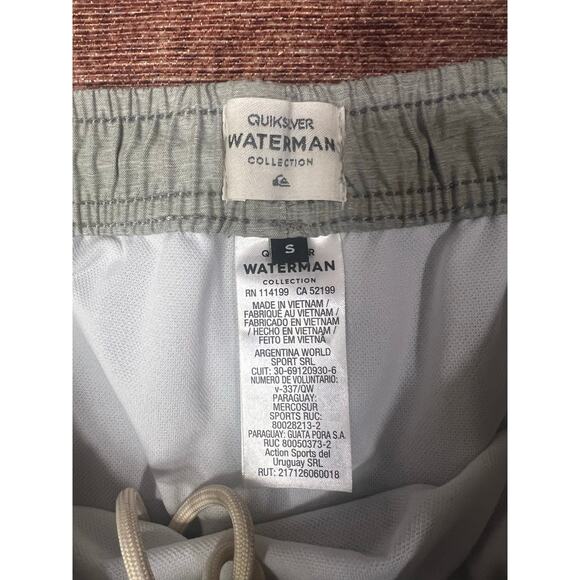 QUIKSILVER
WATERMAN
COLLECTION
S
WATERMAN
COLLECTION
RN 114199 CA 52199
MADE IN VIETNAM /
FABRIQUÉ AU VIETNAM /
FABRICADO EN VIETNAM
/ HECHO EN VIETNAM /
FEITO EM VIETNÃ
ARGENTINA WORLD
SPORT SRL
CUIT: 30-69120930-6
NUMERO DE VOLUNTARIO:
v-337/QW
PARAGUAY:
MERCOSUR
SPORTS RUC:
80028213-2
PARAGUAY: GUATA PORA S.A.
RUC 80050373-2
Action Sports del
Uruguay SRL
RUT: 217126060018